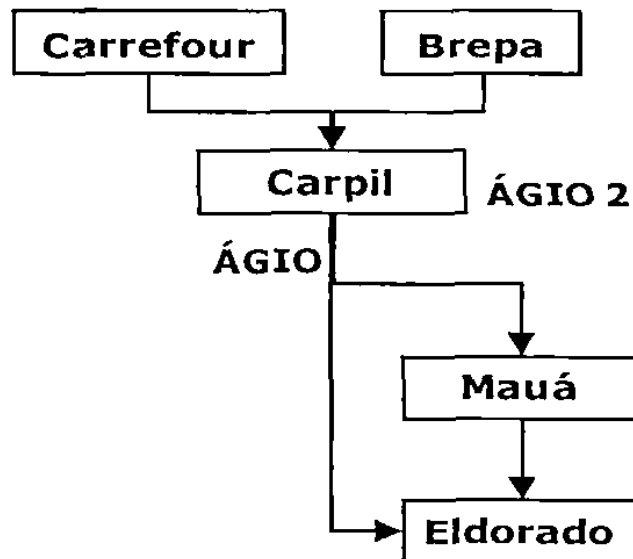 Carrefour
Brepa
Carpil
ÁGIO 2
ÁGIO
Mauá
Eldorado